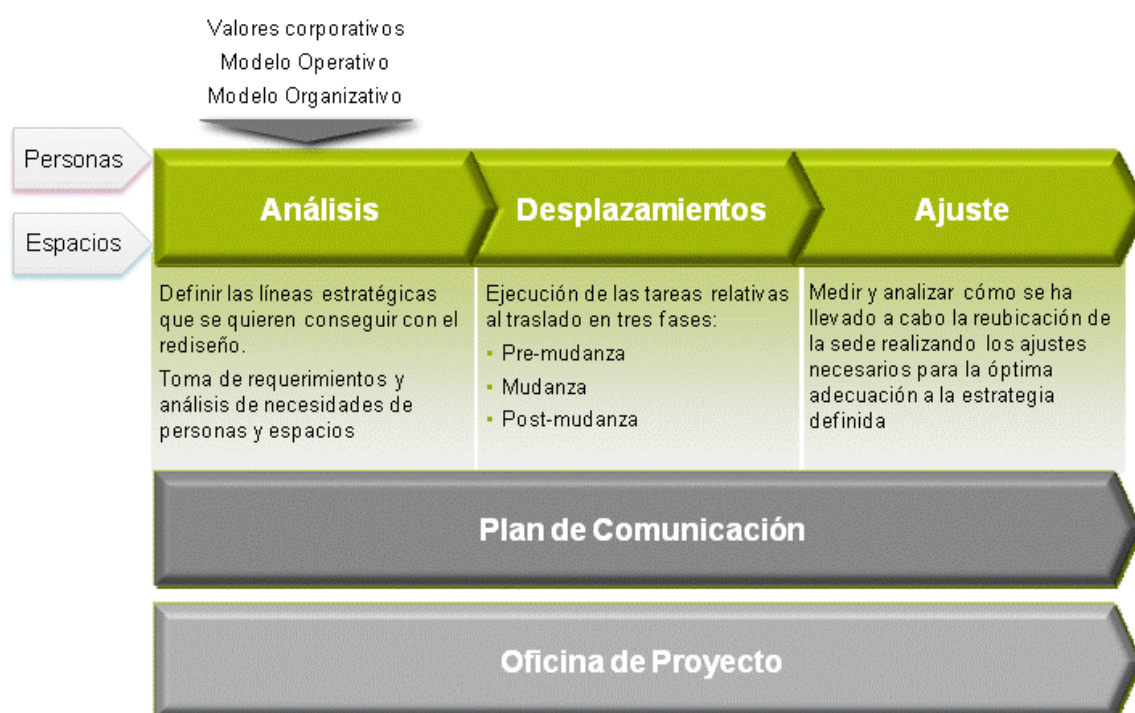 Valores corporativos
Modelo Operativo
Modelo Organizativo
Personas
Espacios
Análisis
Desplazamientos
Ajuste
Definir las líneas estratégicas
que se quieren conseguir con el
rediseño.
Toma de requerimientos y
análisis de necesidades de
personas y espacios
Ejecución de las tareas relativas
al traslado en tres fases:
▪ Pre-mudanza
▪ Mudanza
▪ Post-mudanza
Medir y analizar cómo se ha
llevado a cabo la reubicación de
la sede realizando los ajustes
necesarios para la óptima
adecuación a la estrategia
definida
Plan de Comunicación
Oficina de Proyecto